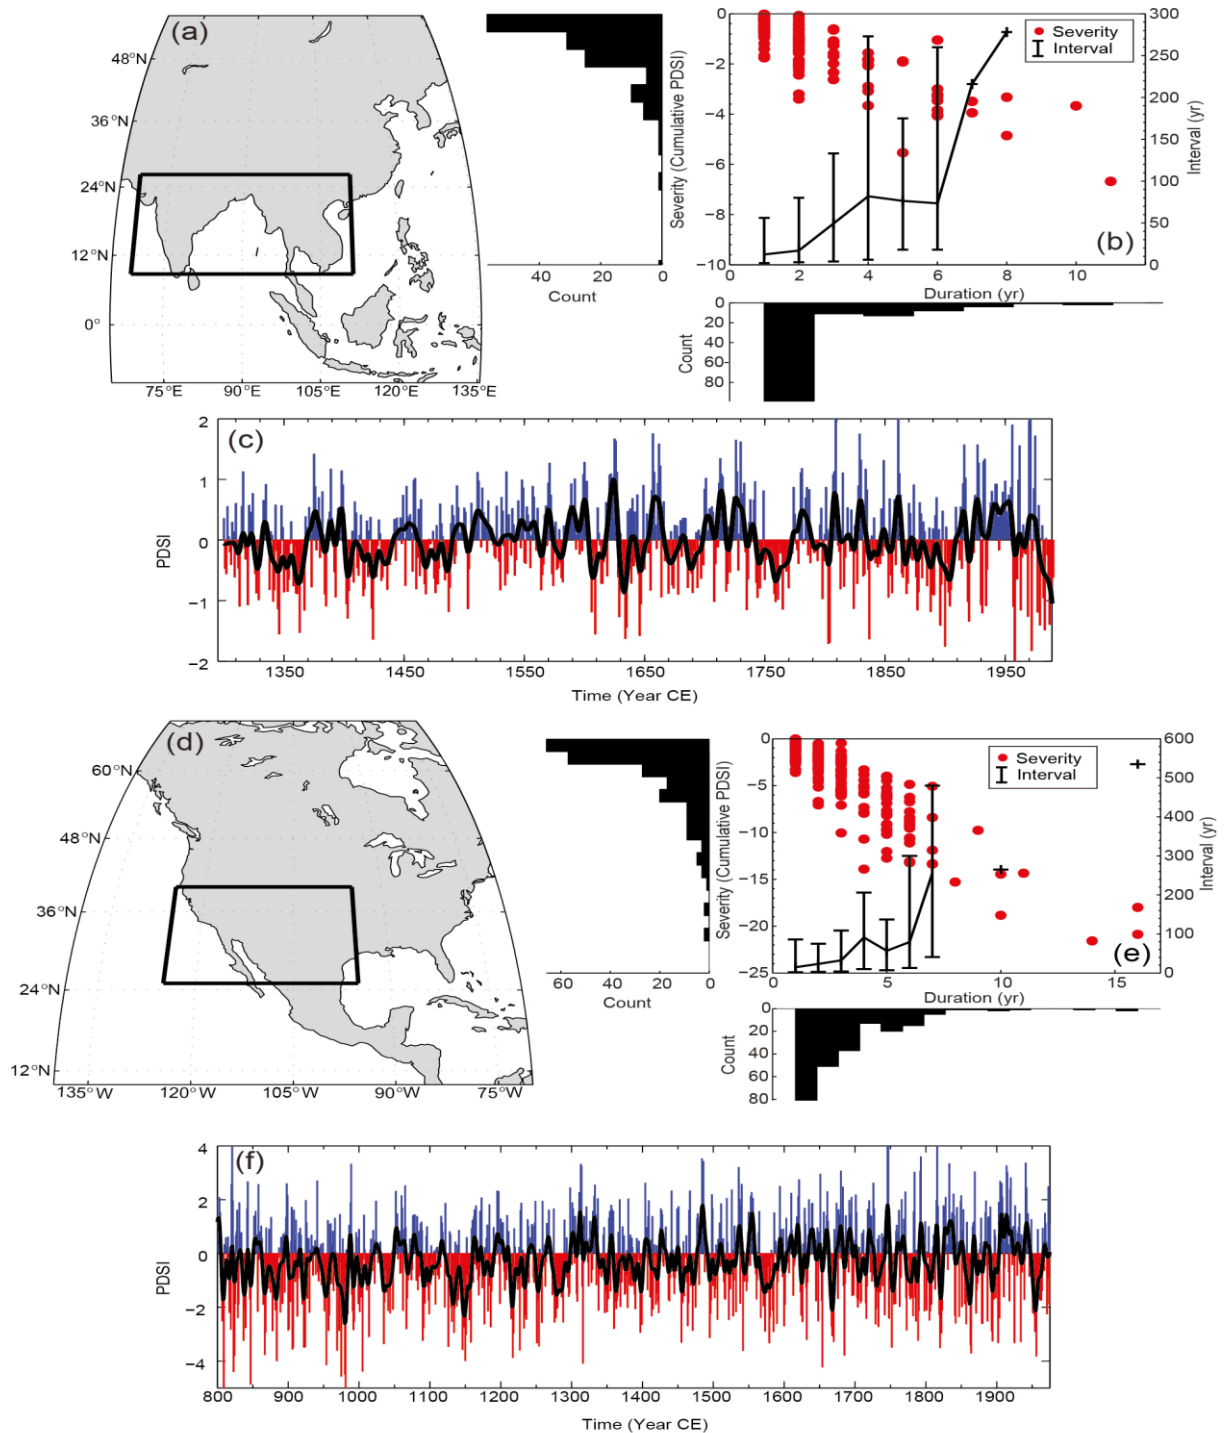 (a)
48°N
36°N
24°N
12°N
0°
75°E 90°E 105°E 120°E 135°E
40 20 0
Count
0 −2 −4 −6 −8 −10
Severity (Cumulative PDSI)
Severity
Interval
300 250 200 150 100 50 0
Interval (yr)
(b)
0 2 4 6 8 10
Duration (yr)
0 20 40 60 80
Count
(c)
2 1 0 −1 −2
PDSI
1350 1450 1550 1650 1750 1850 1950
Time (Year CE)
(d)
60°N
48°N
36°N
24°N
12°N
135°W 120°W 105°W 90°W 75°W
60 40 20 0
Count
0 −5 −10 −15 −20 −25
Severity (Cumulative PDSI)
Severity
Interval
600 500 400 300 200 100 0
Interval (yr)
(e)
0 5 10 15
Duration (yr)
0 20 40 60 80
Count
(f)
4 2 0 −2 −4
PDSI
800 900 1000 1100 1200 1300 1400 1500 1600 1700 1800 1900
Time (Year CE)